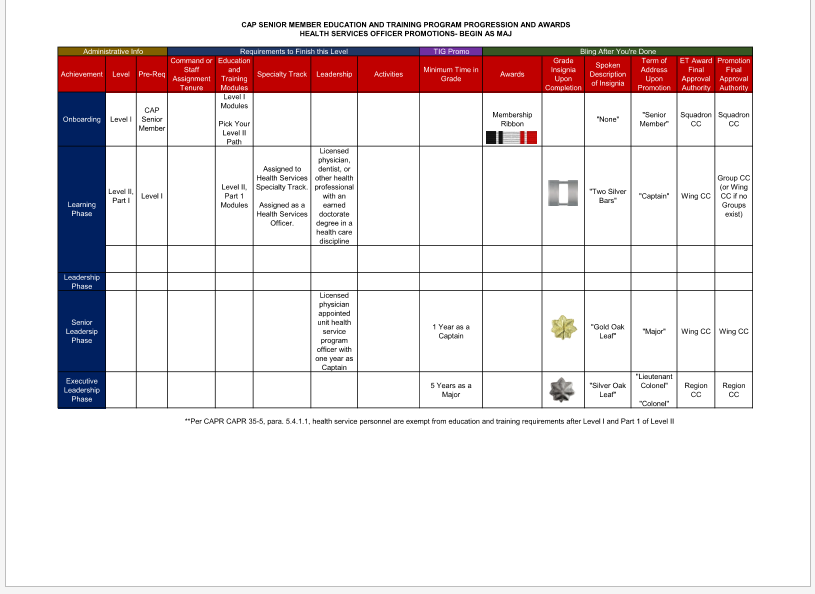 CAP SENIOR MEMBER EDUCATION AND TRAINING PROGRAM PROGRESSION AND AWARDS
HEALTH SERVICES OFFICER PROMOTIONS- BEGIN AS MAJ
Administrative Info
Requirements to Finish this Level
TIG Promo
Bling After You're Done
Achievement
Level
Pre-Req
Command or
Staff
Assignment
Tenure
Education
and
Training
Modules
Specialty Track
Leadership
Activities
Minimum Time in
Grade
Awards
Grade
Insignia
Upon
Completion
Spoken
Description
of Insignia
Term of
Address
Upon
Promotion
ET Award
Final
Approval
Authority
Promotion
Final
Approval
Authority
Onboarding
Level I
CAP
Senior
Member
Level I
Modules
Pick Your
Level II
Path
Membership
Ribbon
"None"
"Senior
Member"
Squadron
CC
Squadron
CC
Learning
Phase
Level II,
Part I
Level I
Level II,
Part 1
Modules
Assigned to
Health Services
Specialty Track.
Assigned as a
Health Services
Officer.
Licensed
physician,
dentist, or
other health
professional
with an
earned
doctorate
degree in a
health care
discipline
"Two Silver
Bars"
"Captain"
Wing CC
Group CC
(or Wing
CC if no
Groups
exist)
Leadership
Phase
Senior
Leadersip
Phase
Licensed
physician
appointed
unit health
service
program
officer with
one year as
Captain
1 Year as a
Captain
"Gold Oak
Leaf"
"Major"
Wing CC
Wing CC
Executive
Leadership
Phase
5 Years as a
Major
"Silver Oak
Leaf"
"Lieutenant
Colonel"
"Colonel"
Region
CC
Region
CC
**Per CAPR CAPR 35-5, para. 5.4.1.1, health service personnel are exempt from education and training requirements after Level I and Part 1 of Level II